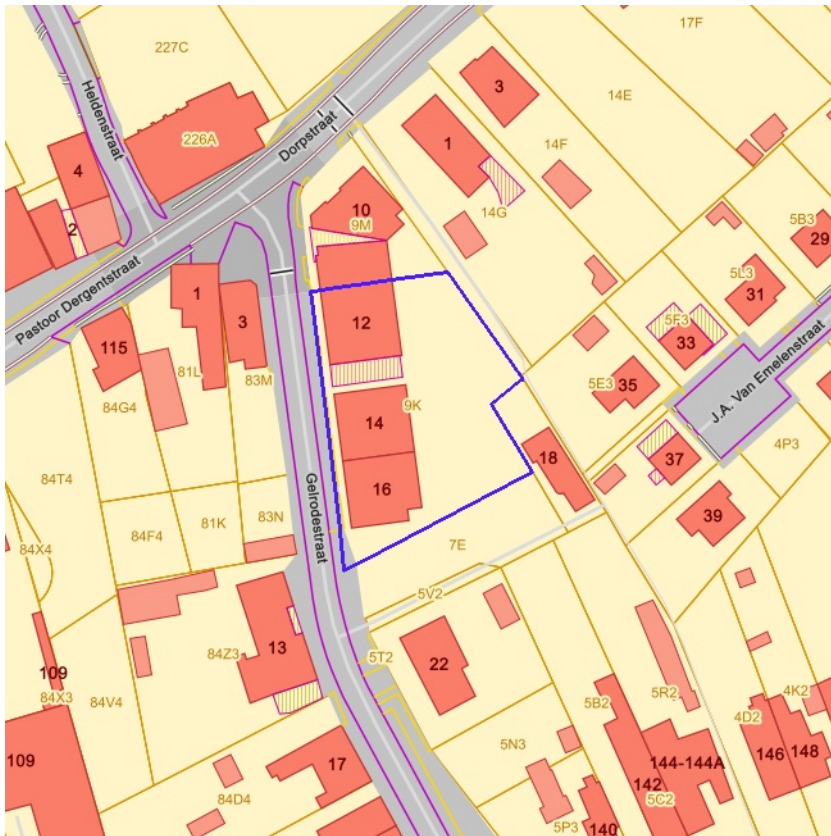 17F
227C
Heldenstraat
3
14E
226A
Dorpstraat
1
14F
4
10
9M
14G
5B3
29
2
5L3
31
Pastoor Dergentstraat
1
3
12
5F3
33
115
81L
83M
5E3
35
J.A. Van Emelenstraat
84G4
9K
14
4P3
84T4
18
37
16
39
Gelrodestraat
84F4
81K
83N
84X4
7E
5V2
13
84Z3
5T2
22
109
84X3
84V4
5B2
5R2
4K2
4D2
5N3
109
17
144-144A
146
148
142
84D4
5C2
5P3
140